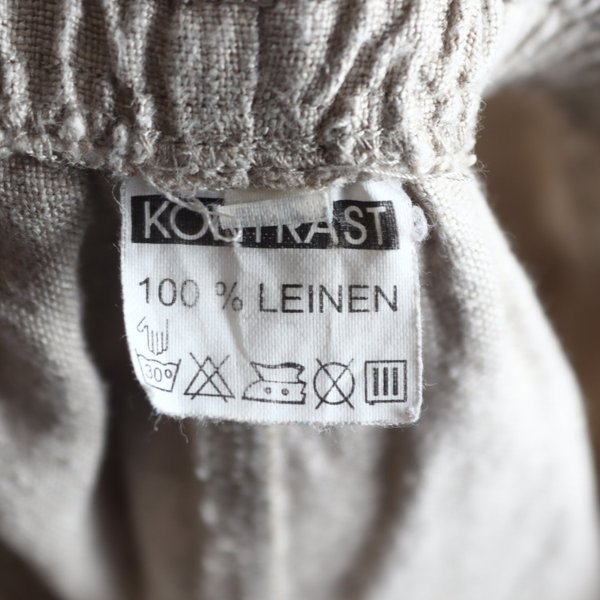 KONTRAST
100 % LEINEN
30°